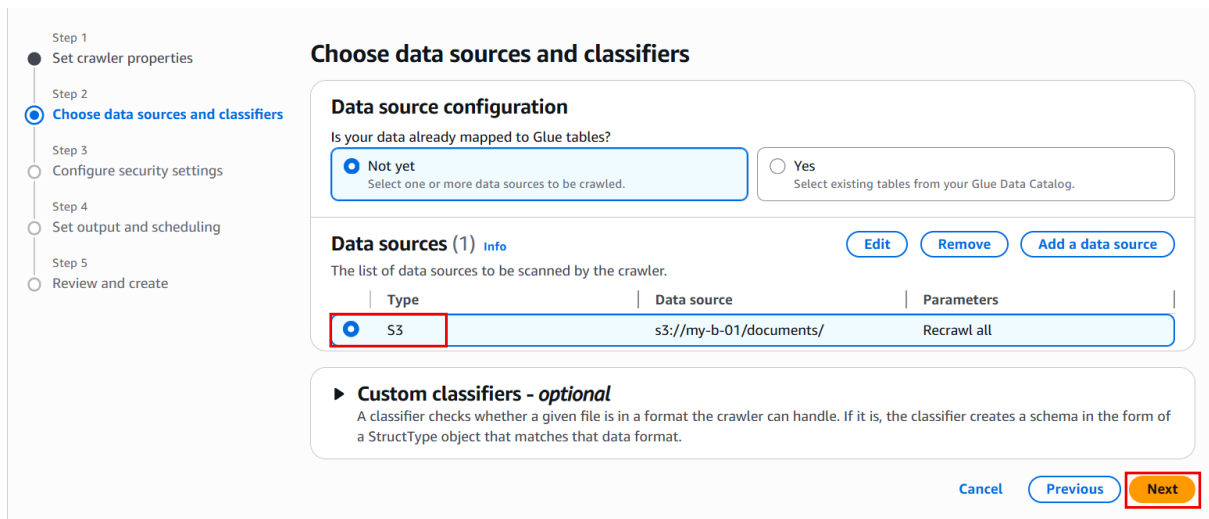 Step 1
Set crawler properties
Step 2
Choose data sources and classifiers
Step 3
Configure security settings
Step 4
Set output and scheduling
Step 5
Review and create
Choose data sources and classifiers
Data source configuration
Is your data already mapped to Glue tables?
Not yet
Select one or more data sources to be crawled.
Yes
Select existing tables from your Glue Data Catalog.
Data sources (1) Info
Edit
Remove
Add a data source
The list of data sources to be scanned by the crawler.
Type Data source Parameters
S3 s3://my-b-01/documents/ Recrawl all
Custom classifiers - optional
A classifier checks whether a given file is in a format the crawler can handle. If it is, the classifier creates a schema in the form of
a StructType object that matches that data format.
Cancel Previous Next